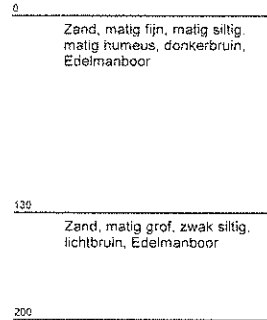 0
Zand, matig fijn, matig siltig,
matig humeus, donkerbruin,
Edelmanboor
130
Zand, matig grof, zwak siltig,
lichtbruin, Edelmanboor
200